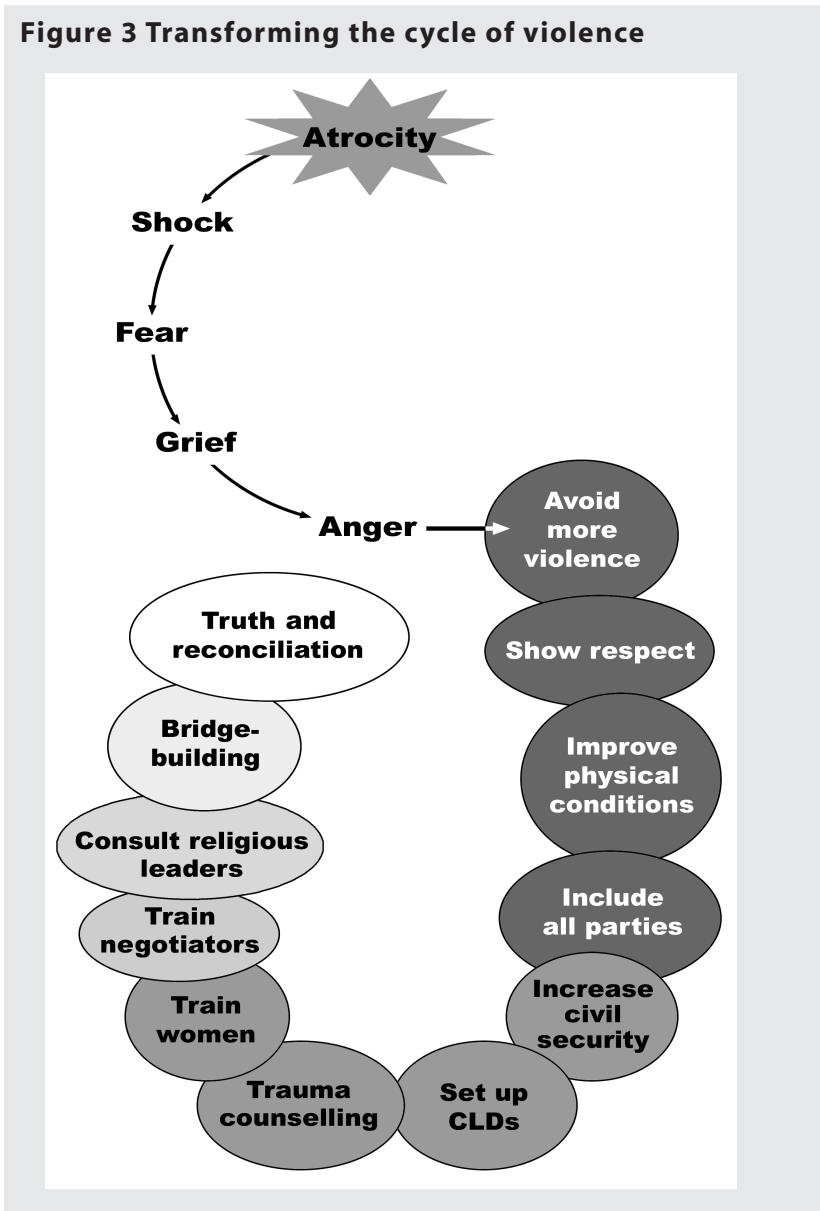 Figure 3 Transforming the cycle of violence
Atrocity
Shock
Fear
Grief
Anger
Avoid
more
violence
Show respect
Improve
physical
conditions
Include
all parties
Increase
civil
security
Set up
CLDs
Trauma
counselling
Train
women
Train
negotiators
Consult religious
leaders
Bridge-
building
Truth and
reconciliation